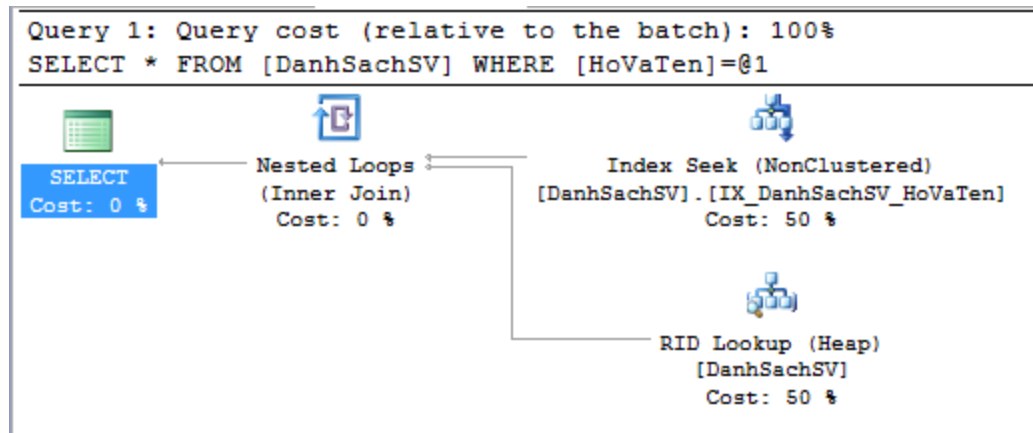 Query 1: Query cost (relative to the batch): 100%
SELECT * FROM [DanhSachSV] WHERE [HoVaTen]=@1
SELECT
Cost: 0 %
Nested Loops
(Inner Join)
Cost: 0 %
Index Seek (NonClustered)
[DanhSachSV].[IX_DanhSachSV_HoVaTen]
Cost: 50 %
RID Lookup (Heap)
[DanhSachSV]
Cost: 50 %